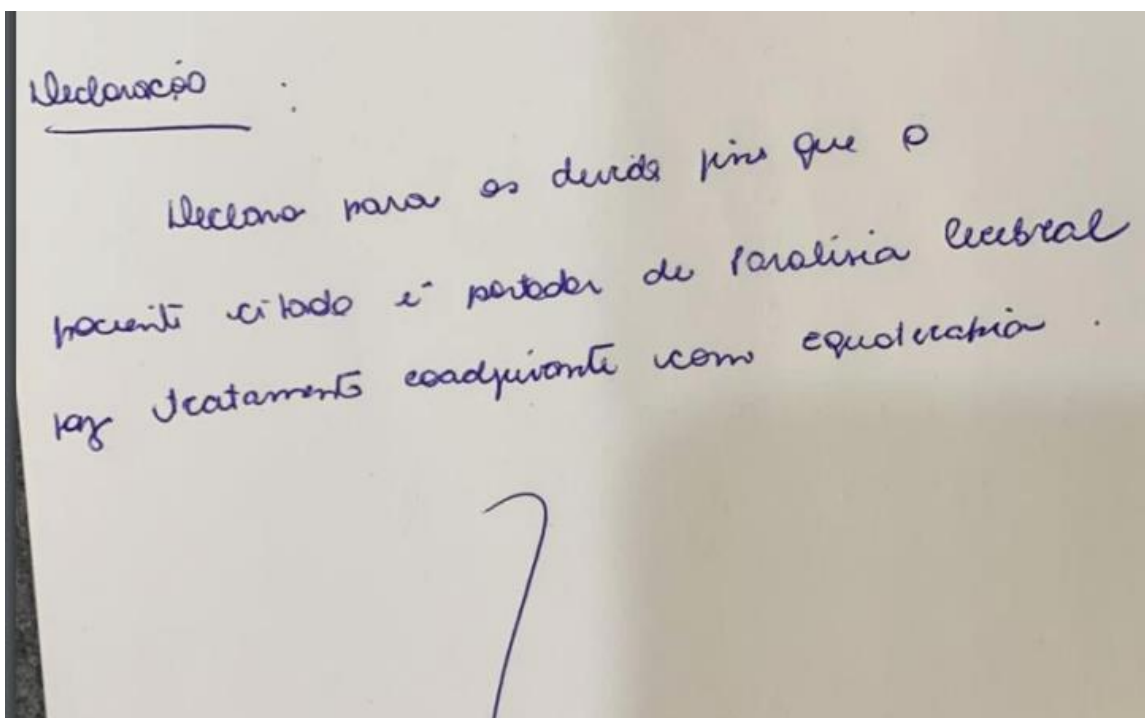 Declaração :
Declaro para os devidos fins que o
paciente citado é portador de Paralisia Cerebral
faz tratamento coadjuvante com equoterapia .